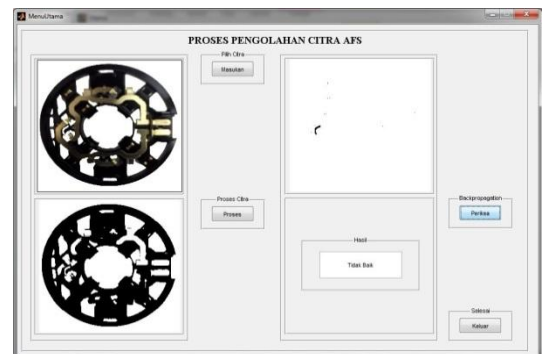 MenuUtama
PROSES PENGOLAHAN CITRA AFS
Pilih Citra
Masukan
Proses Citra
Proses
Backpropagation
Periksa
Hasil
Tidak Baik
Selesai
Keluar